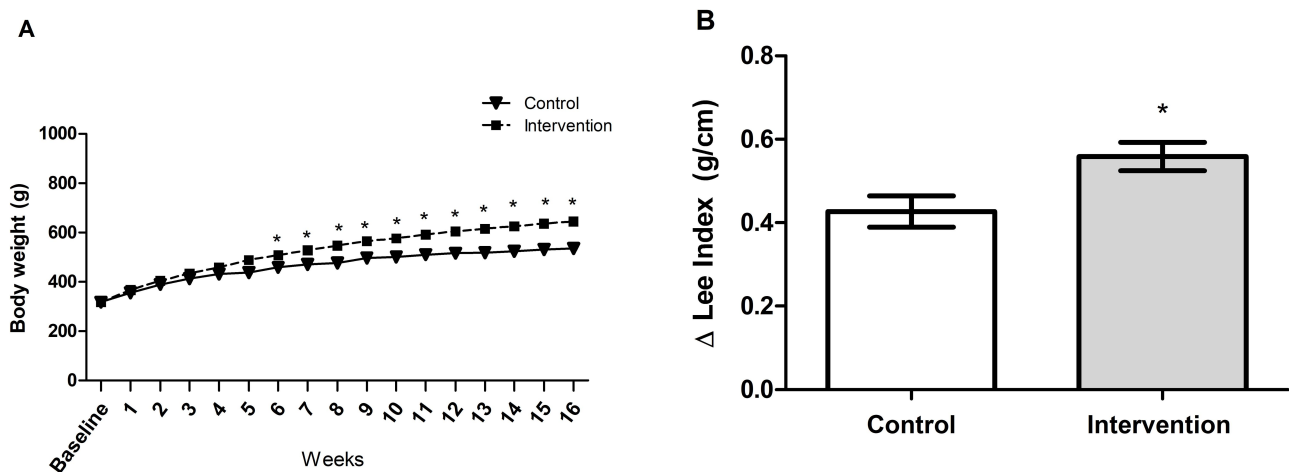 A
Control
Intervention
1000
800
600
400
200
0
Body weight (g)
* * * * * * * * * * *
Baseline 1 2 3 4 5 6 7 8 9 10 11 12 13 14 15 16
Weeks
B
0.8
0.6
0.4
0.2
0.0
Δ Lee Index (g/cm)
*
Control Intervention